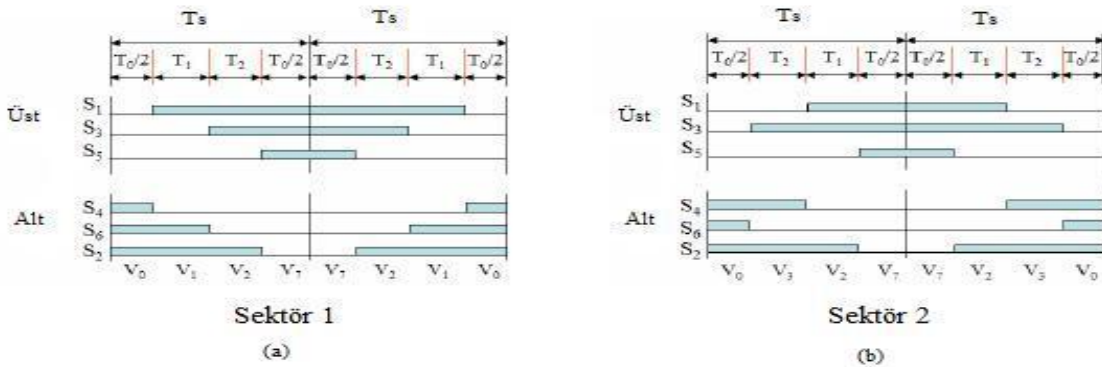 Ts Ts
T0/2 T1 T2 T0/2 T0/2 T2 T1 T0/2
Üst
S1
S3
S5
Alt
S4
S6
S2
V0 V1 V2 V7 V7 V2 V1 V0
Sektör 1
(a)
Ts Ts
T0/2 T2 T1 T0/2 T0/2 T1 T2 T0/2
Üst
S1
S3
S5
Alt
S4
S6
S2
V0 V3 V2 V7 V7 V2 V3 V0
Sektör 2
(b)